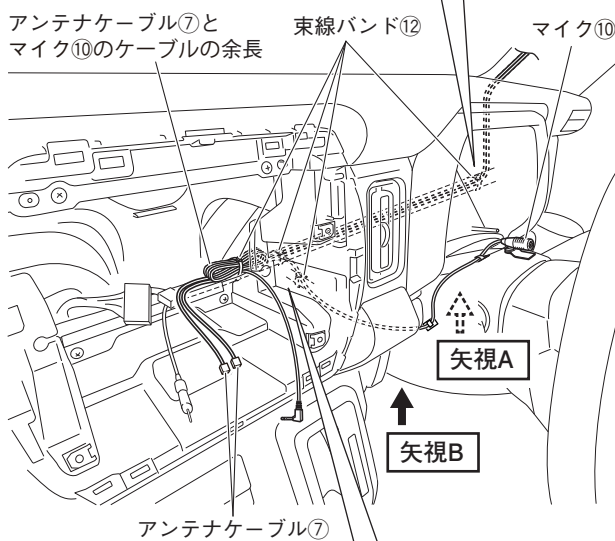 アンテナケーブル⑦と
マイク⑩のケーブルの余長
束線バンド⑫
マイク⑩
矢視A
矢視B
アンテナケーブル⑦